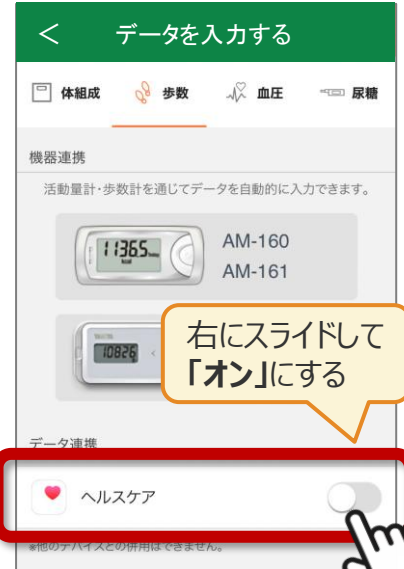 データを入力する
体組成 歩数 血圧 尿糖
機器連携
活動量計・歩数計を通じてデータを自動的に入力できます。
1136.5
kcal
AM-160
AM-161
10826
右にスライドして
「オン」にする
データ連携
ヘルスケア
※他のデバイスとの併用はできません。